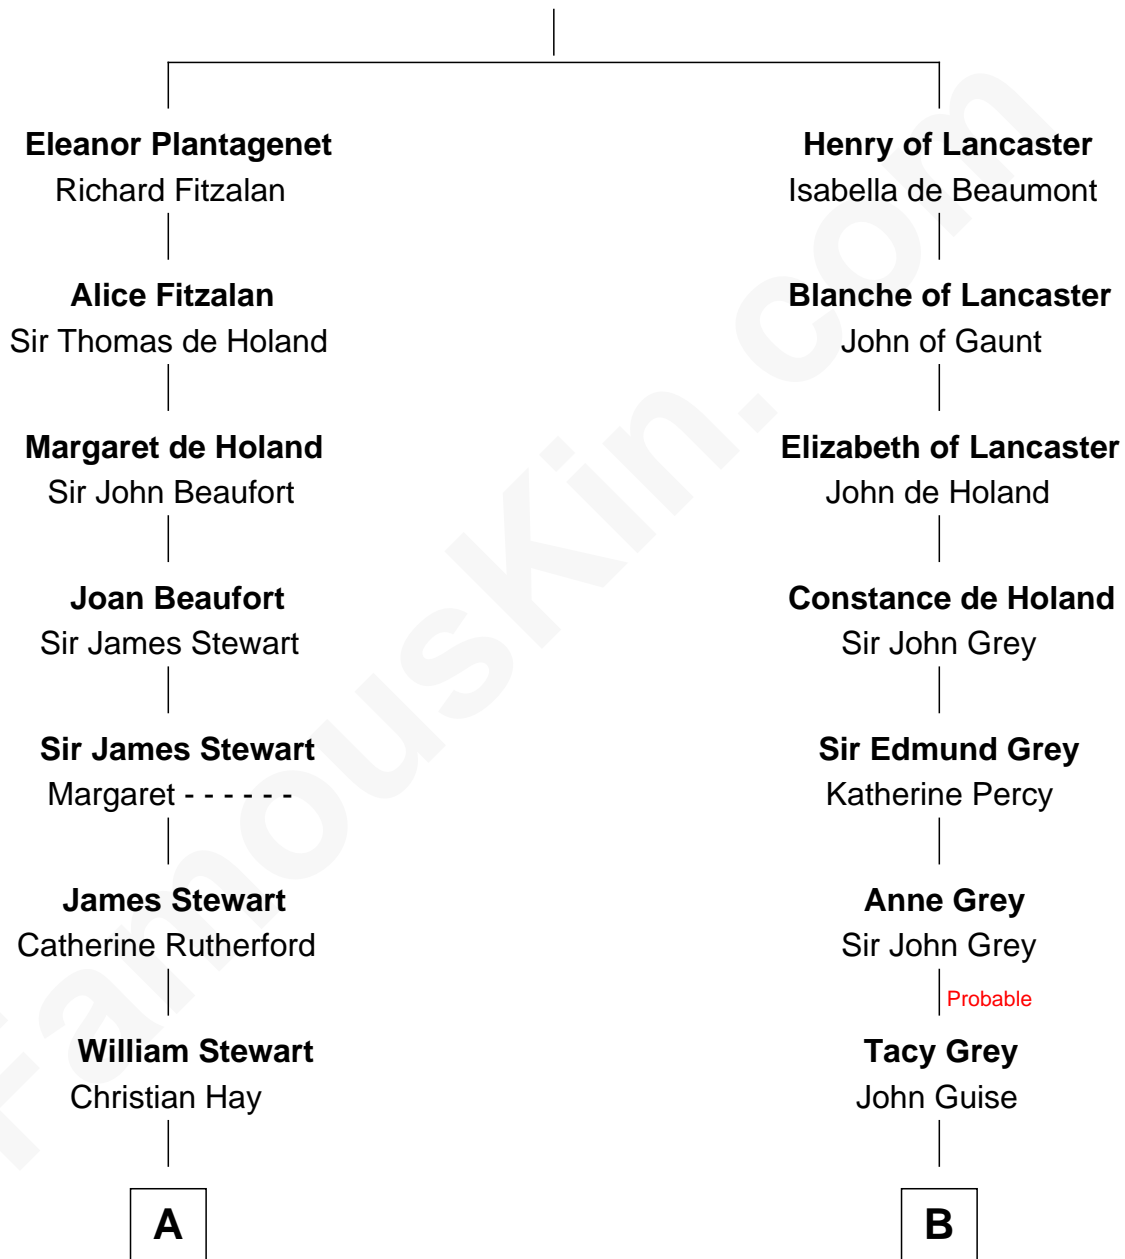 Eleanor Plantagenet
Richard Fitzalan
Alice Fitzalan
Sir Thomas de Holand
Margaret de Holand
Sir John Beaufort
Joan Beaufort
Sir James Stewart
Sir James Stewart
Margaret - - - - - -
James Stewart
Catherine Rutherford
William Stewart
Christian Hay
A
Henry of Lancaster
Isabella de Beaumont
Blanche of Lancaster
John of Gaunt
Elizabeth of Lancaster
John de Holand
Constance de Holand
Sir John Grey
Sir Edmund Grey
Katherine Percy
Anne Grey
Sir John Grey
Probable
Tacy Grey
John Guise
B
FamousKin.com